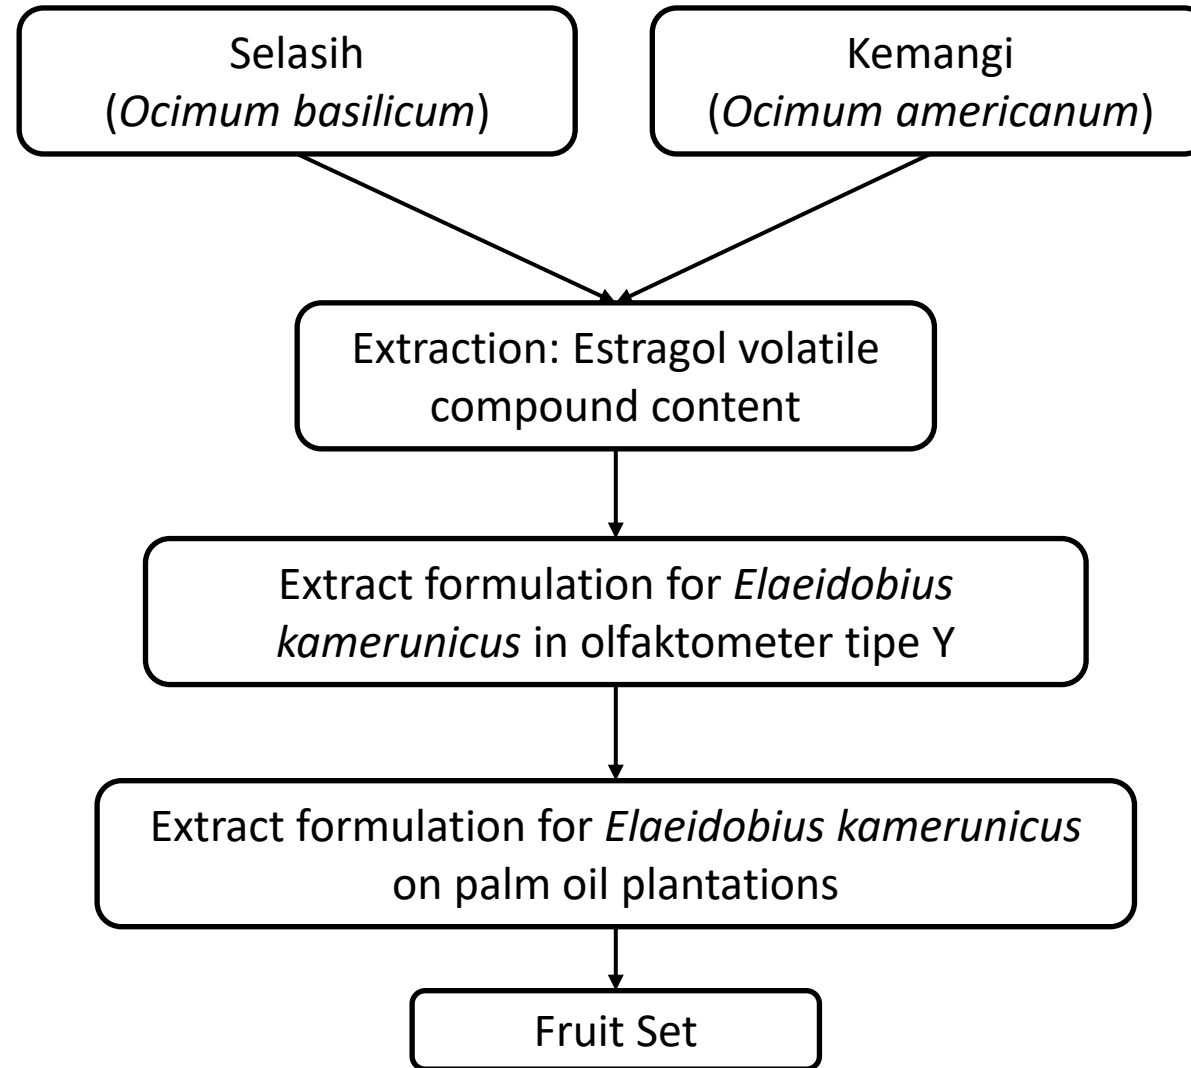 Selasih
(Ocimum basilicum)
Kemangi
(Ocimum americanum)
Extraction: Estragol volatile
compound content
Extract formulation for Elaeidobius
kamerunicus in olfaktometer tipe Y
Extract formulation for Elaeidobius kamerunicus
on palm oil plantations
Fruit Set